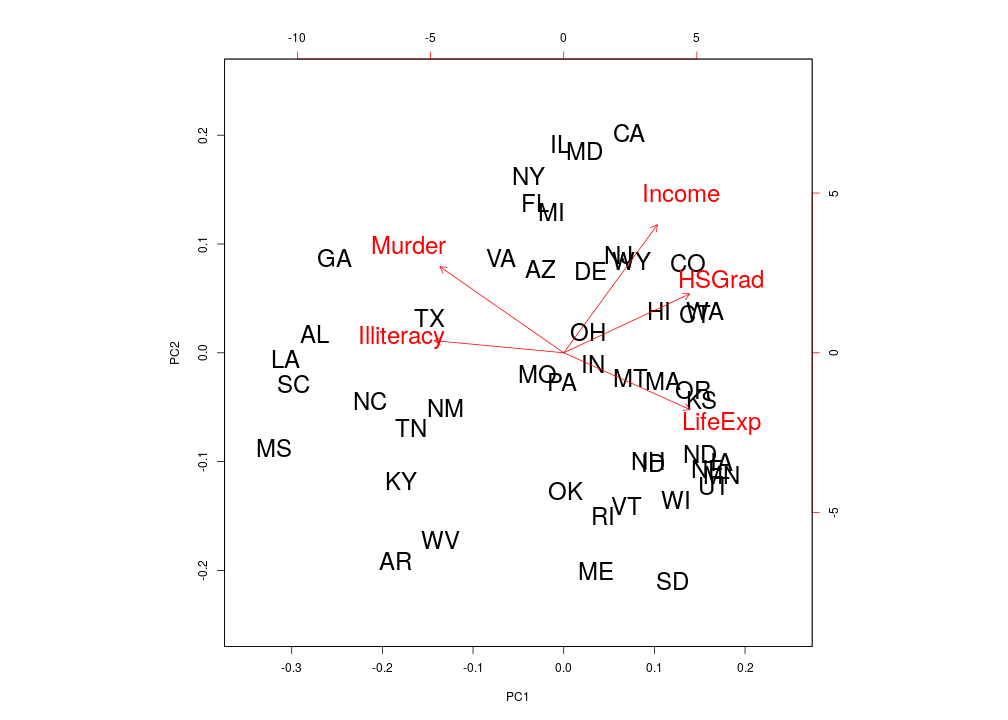 -10 -5 0 5
CA
IL MD
0.2
NY
Income 5
FL
MI
Murder
0.1
GA VA AZ DE NJ WY CO
HSGrad
TX HI CT WA
AL Illiteracy OH
PC2 0.0 LA 0
IN
SC MO PA MT MA OR
NC NM KS
TN LifeExp
MS
-0.1 NH ID ND IA
NE MN
KY UT
OK WI
RI VT -5
WV
AR ME SD
-0.2
-0.3 -0.2 -0.1 0.0 0.1 0.2
PC1